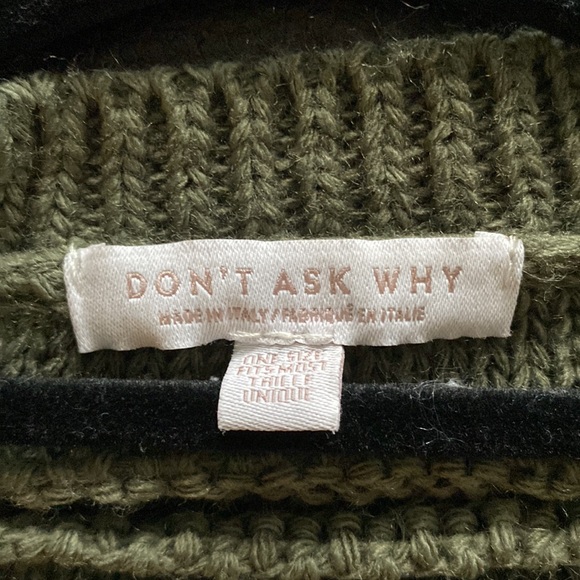 DON'T ASK WHY
MADE IN ITALY / FABRIQUÉ EN ITALIE
ONE SIZE
FITS MOST
TAILLE
UNIQUE